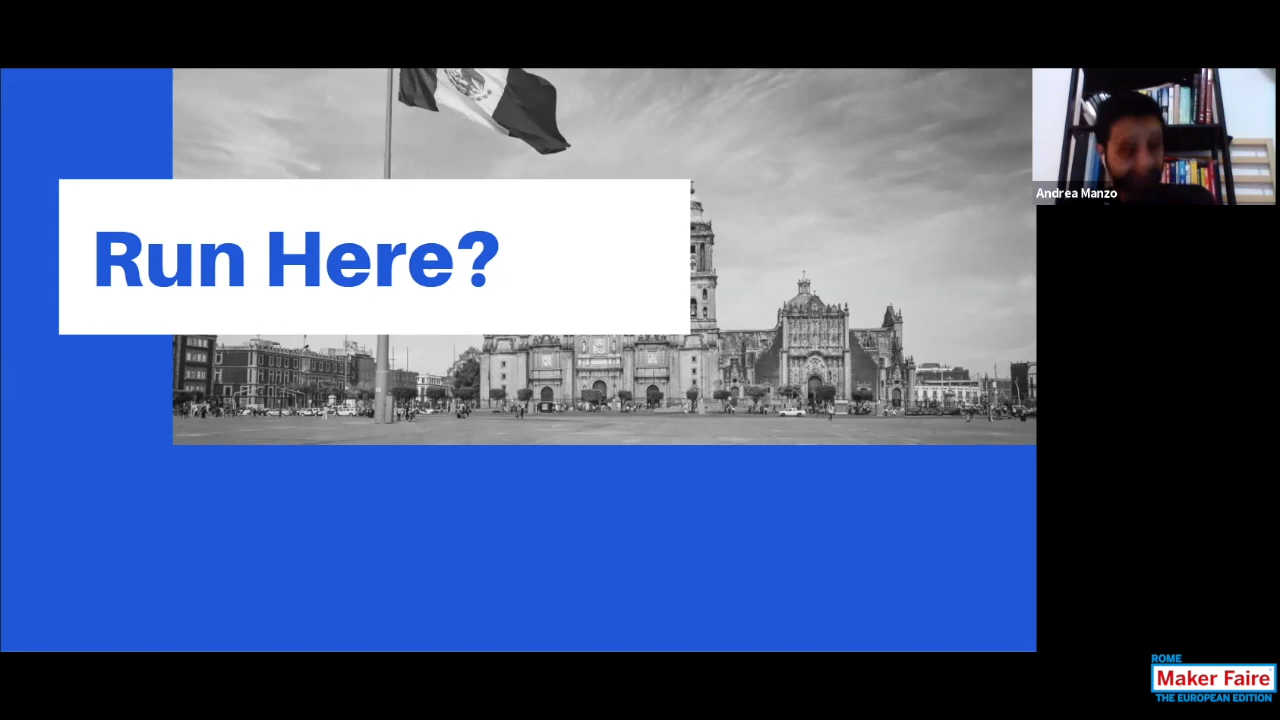 Run Here?
Andrea Manzo
ROME
Maker Faire
THE EUROPEAN EDITION